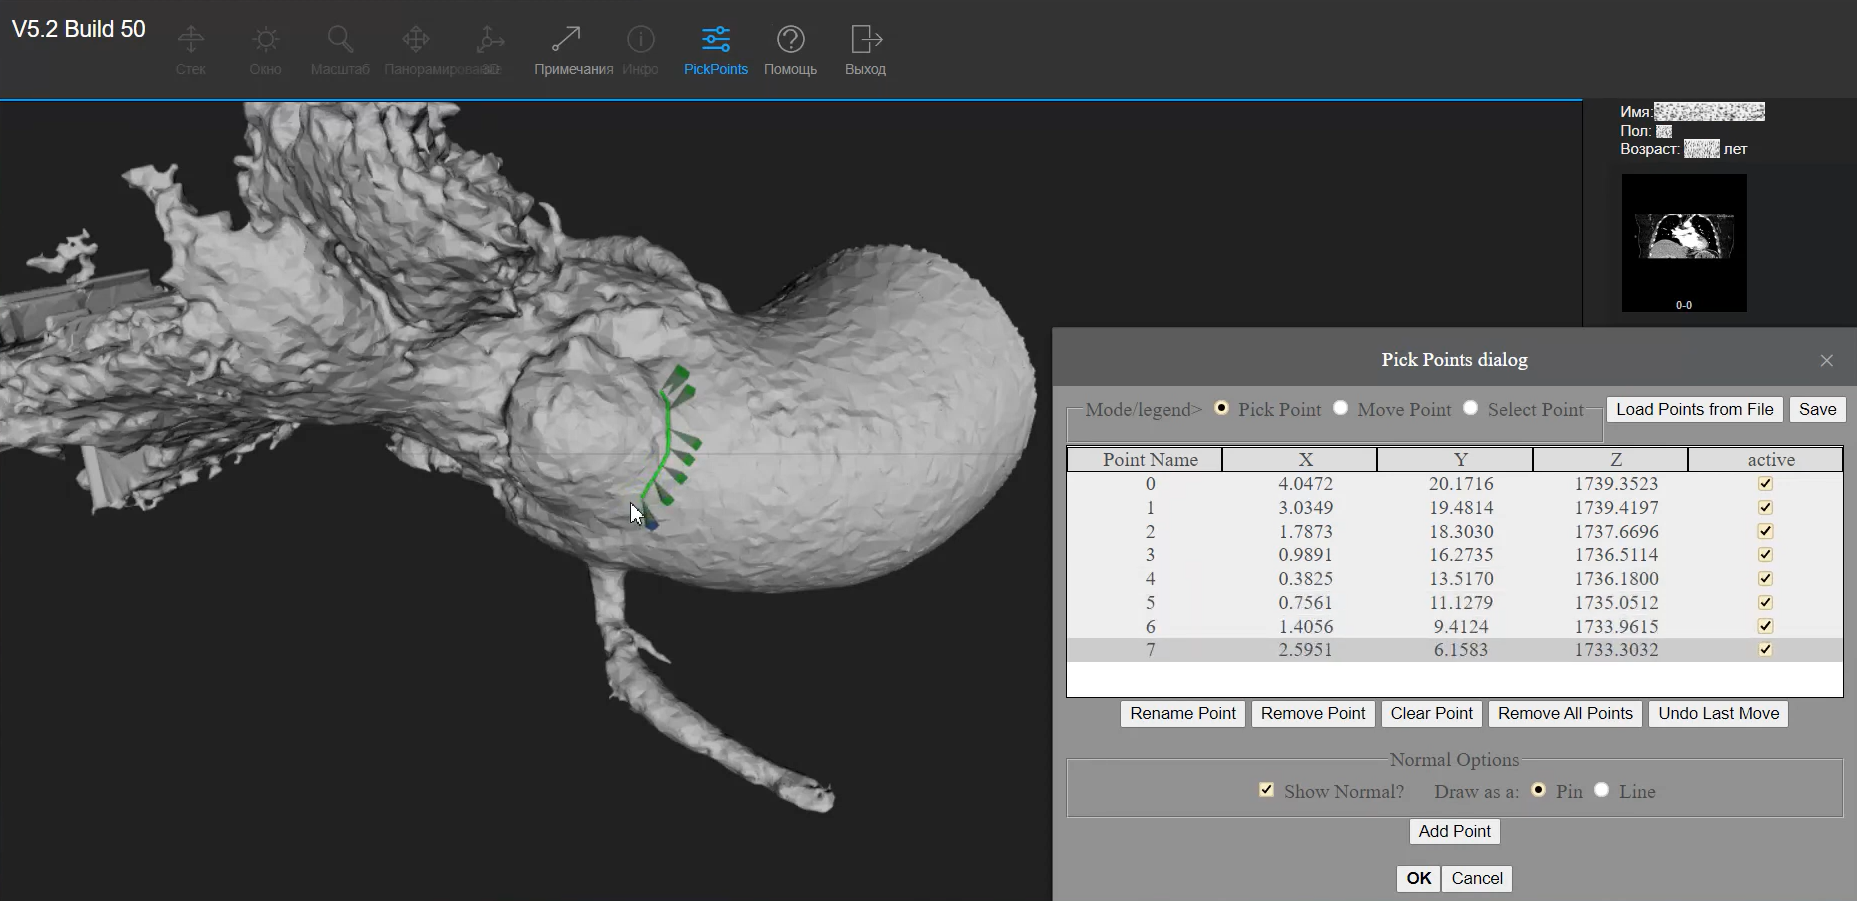 V5.2 Build 50
Стек Окно Масштаб Панорамирование 3D Примечания Инфо PickPoints Помощь Выход
Имя:
Пол:
Возраст: лет
0-0
Pick Points dialog
Mode/legend> Pick Point Move Point Select Point Load Points from File Save
Point Name X Y Z active
0 4.0472 20.1716 1739.3523
1 3.0349 19.4814 1739.4197
2 1.7873 18.3030 1737.6696
3 0.9891 16.2735 1736.5114
4 0.3825 13.5170 1736.1800
5 0.7561 11.1279 1735.0512
6 1.4056 9.4124 1733.9615
7 2.5951 6.1583 1733.3032
Rename Point Remove Point Clear Point Remove All Points Undo Last Move
Normal Options
Show Normal? Draw as a: Pin Line
Add Point
OK Cancel